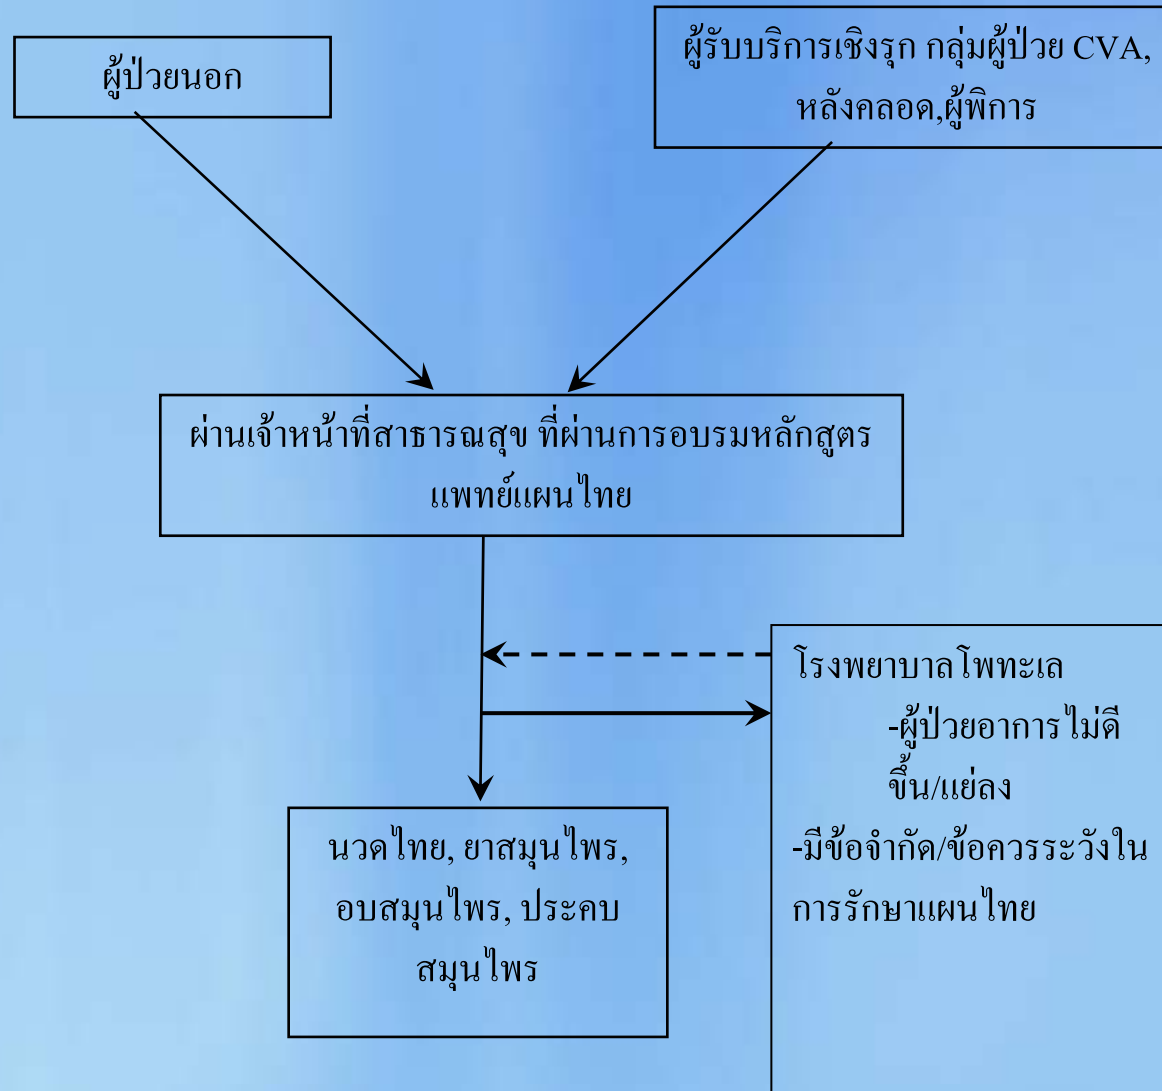 ผู้ป่วยนอก
ผู้รับบริการเชิงรุก กลุ่มผู้ป่วย CVA,
หลังคลอด,ผู้พิการ
ผ่านเจ้าหน้าที่สาธารณสุข ที่ผ่านการอบรมหลักสูตร
แพทย์แผนไทย
โรงพยาบาลโพทะเล
-ผู้ป่วยอาการไม่ดี
ขึ้น/แย่ลง
-มีข้อจำกัด/ข้อควรระวังใน
การรักษาแผนไทย
นวดไทย, ยาสมุนไพร,
อบสมุนไพร, ประคบ
สมุนไพร